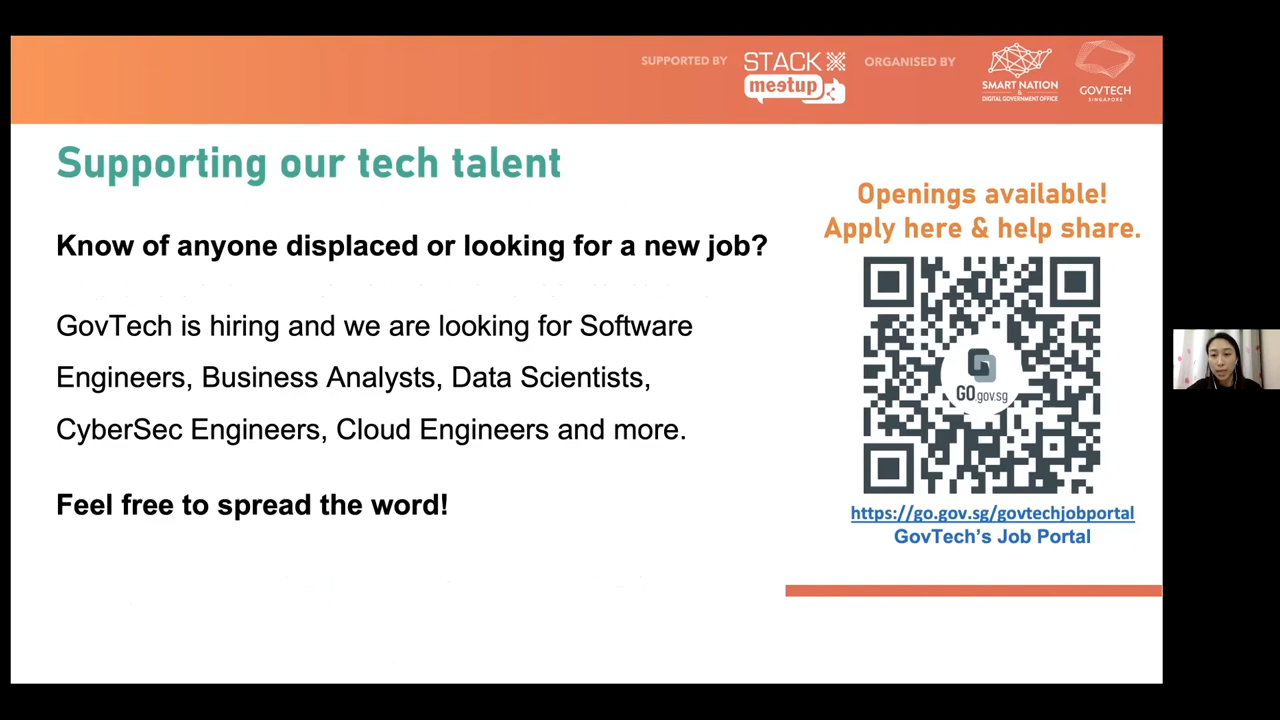 SUPPORTED BY
STACK
meetup
ORGANISED BY
SMART NATION
&
DIGITAL GOVERNMENT OFFICE
GOVTECH
SINGAPORE
Supporting our tech talent
Know of anyone displaced or looking for a new job?
GovTech is hiring and we are looking for Software
Engineers, Business Analysts, Data Scientists,
CyberSec Engineers, Cloud Engineers and more.
Feel free to spread the word!
Openings available!
Apply here & help share.
GO.gov.sg
https://go.gov.sg/govtechjobportal
GovTech's Job Portal